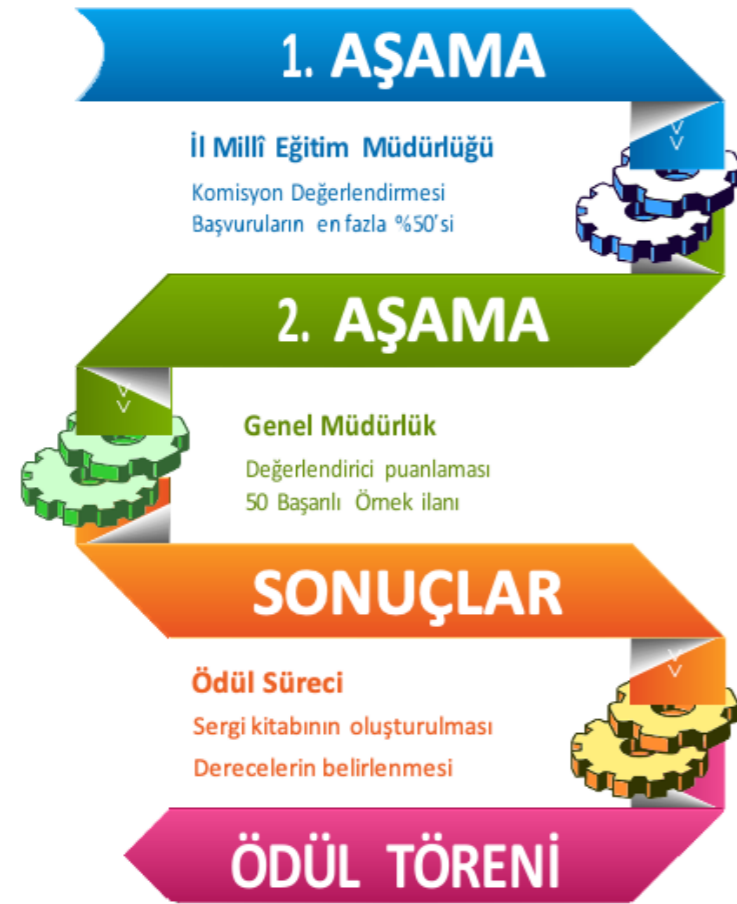 1. AŞAMA
İl Millî Eğitim Müdürlüğü
Komisyon Değerlendirmesi
Başvuruların en fazla %50'si
2. AŞAMA
Genel Müdürlük
Değerlendirici puanlaması
50 Başarılı Örnek ilanı
SONUÇLAR
Ödül Süreci
Sergi kitabının oluşturulması
Derecelerin belirlenmesi
ÖDÜL TÖRENİ